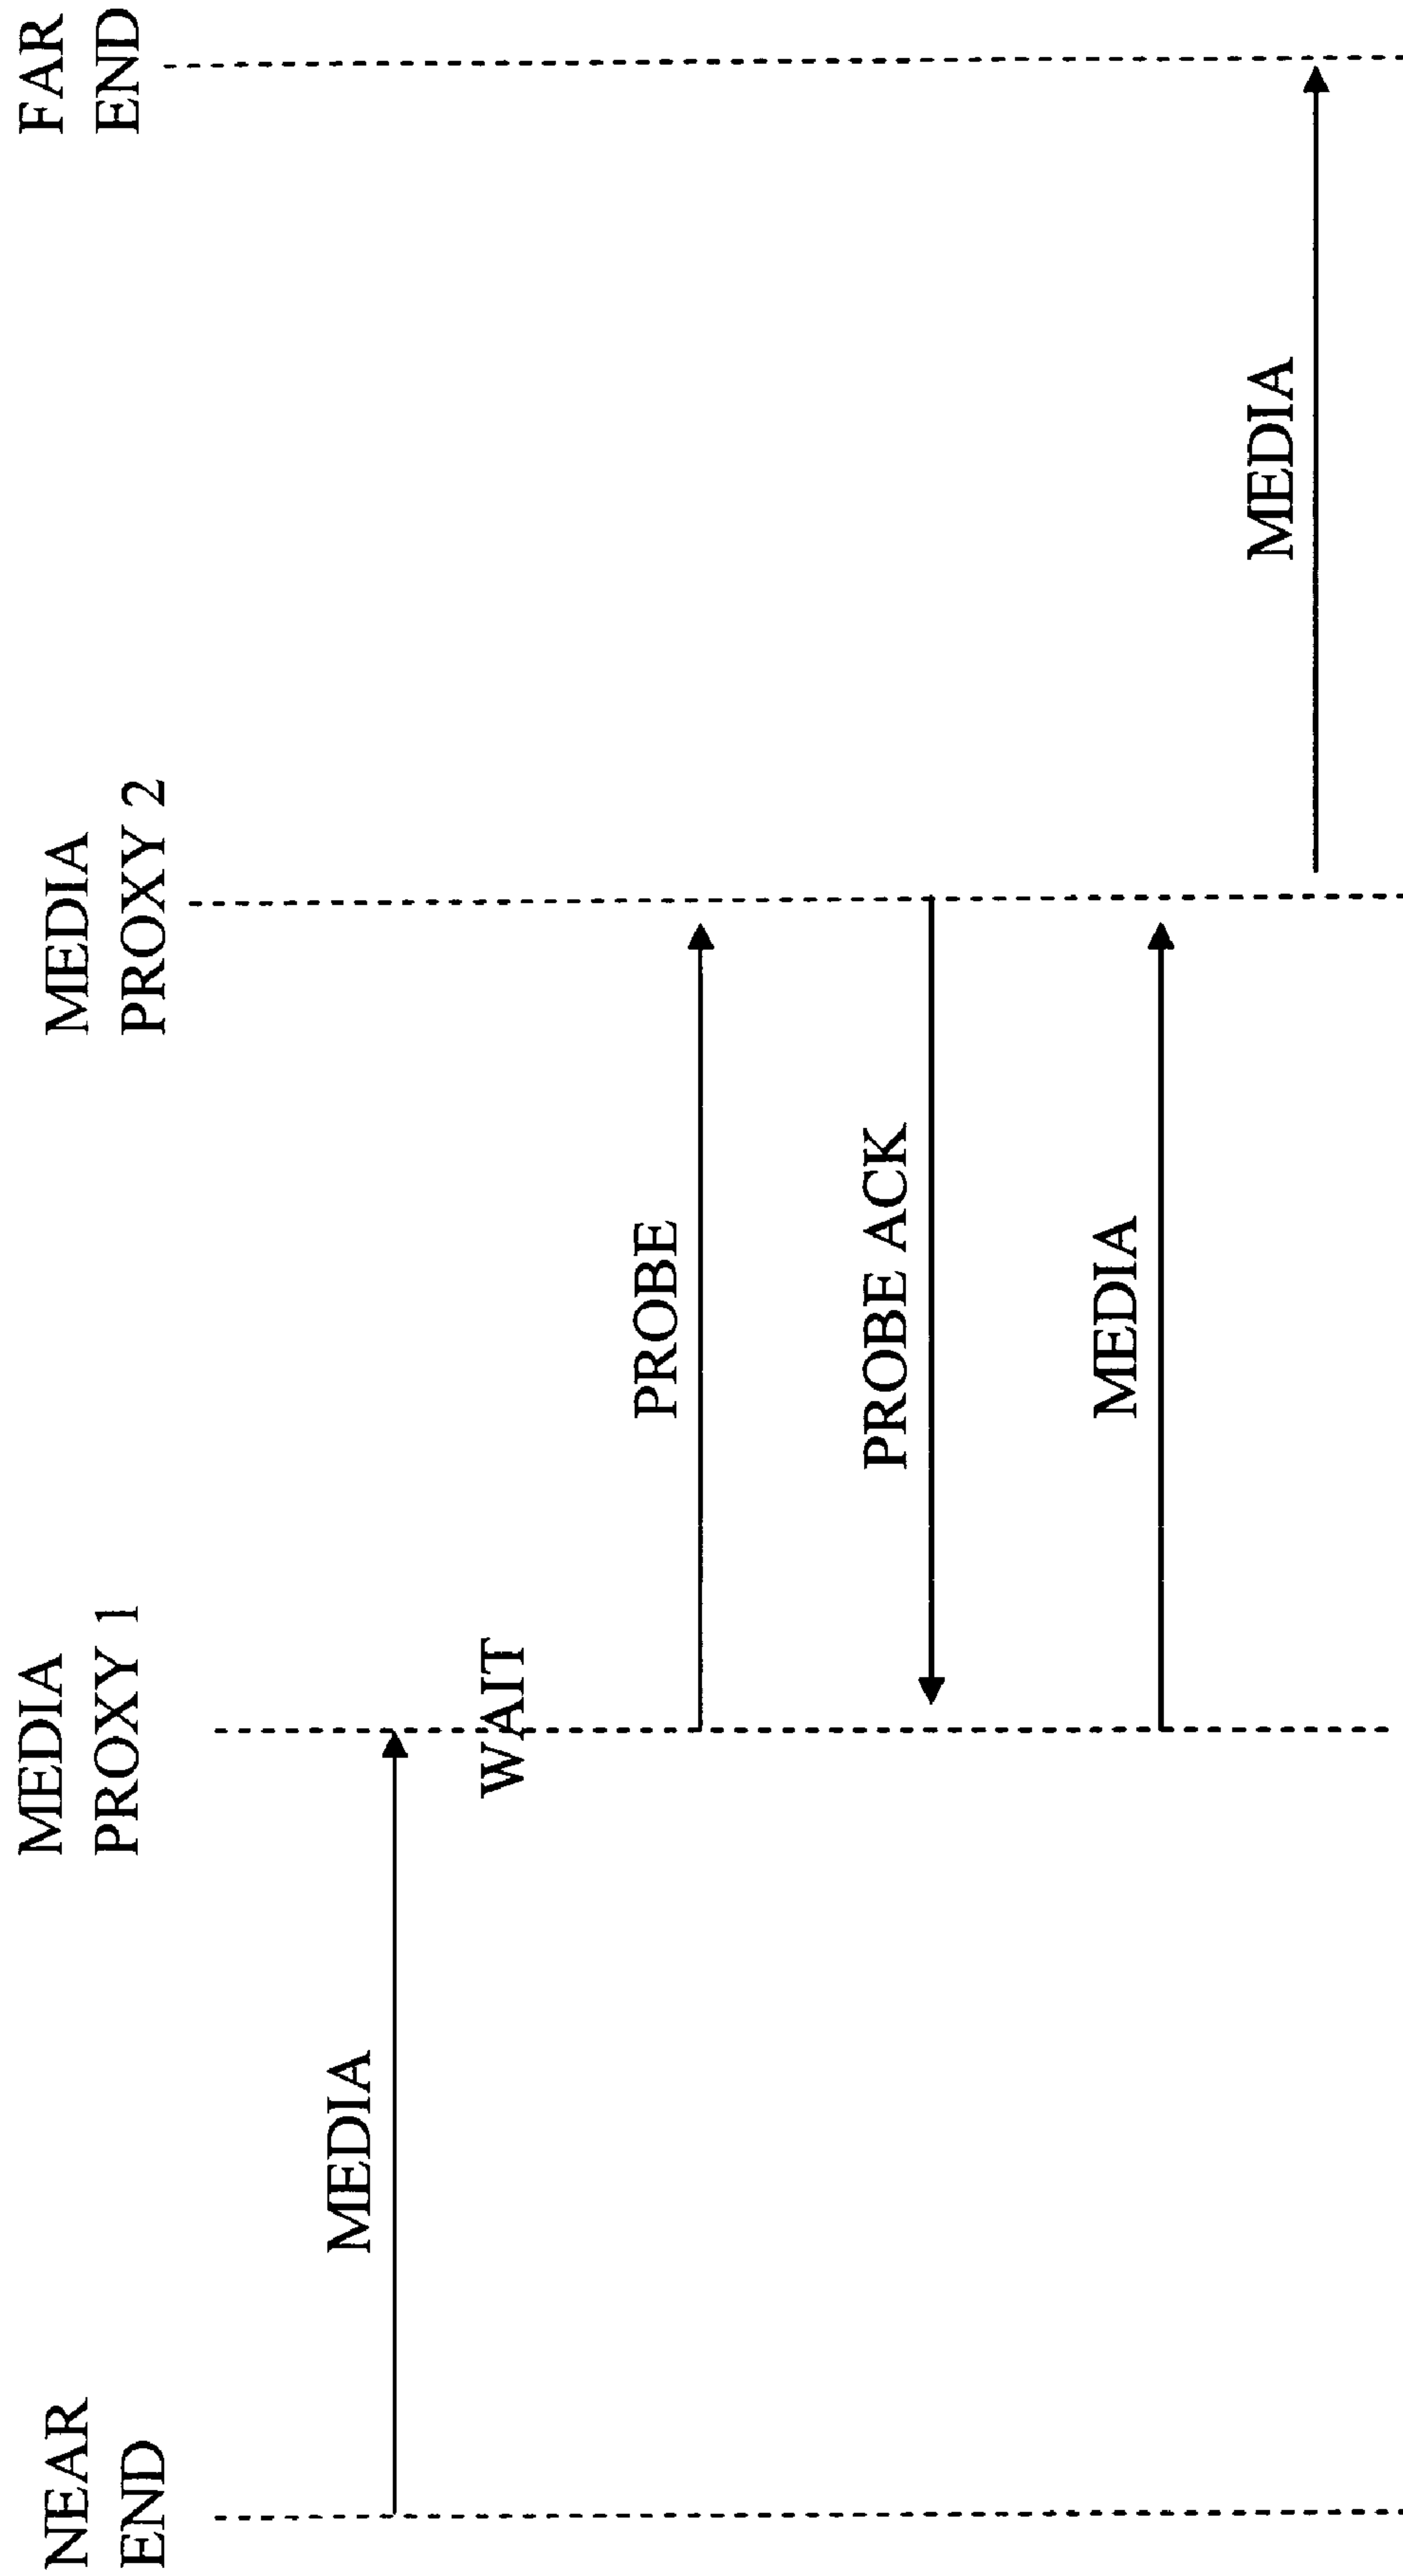 NEAR
END
MEDIA
PROXY 1
MEDIA
PROXY 2
FAR
END
MEDIA
WAIT
PROBE
PROBE ACK
MEDIA
MEDIA